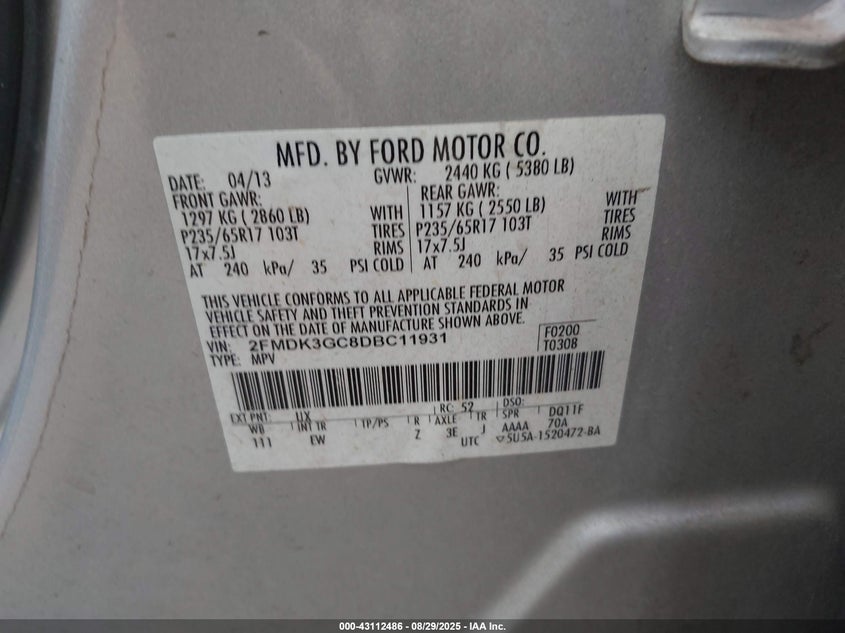 MFD. BY FORD MOTOR CO.
DATE: 04/13 GVWR: 2440 KG ( 5380 LB)
FRONT GAWR: REAR GAWR:
1297 KG ( 2860 LB) WITH 1157 KG ( 2550 LB) WITH
P235/65R17 103T TIRES P235/65R17 103T TIRES
17x7.5J RIMS 17x7.5J RIMS
AT 240 kPa/ 35 PSI COLD AT 240 kPa/ 35 PSI COLD
THIS VEHICLE CONFORMS TO ALL APPLICABLE FEDERAL MOTOR
VEHICLE SAFETY AND THEFT PREVENTION STANDARDS IN
EFFECT ON THE DATE OF MANUFACTURE SHOWN ABOVE.
VIN: 2FMDK3GC8DBC11931 F0200
TYPE: MPV T0308
EXT PNT: UX RC: 52 DSO:
WB INT TR TP/PS R AXLE TR SPR DQ11F
111 EW Z 3E J AAAA 70A
UTC ▽5U5A-1520472-BA
000-43112486 - 08/29/2025 - IAA Inc.